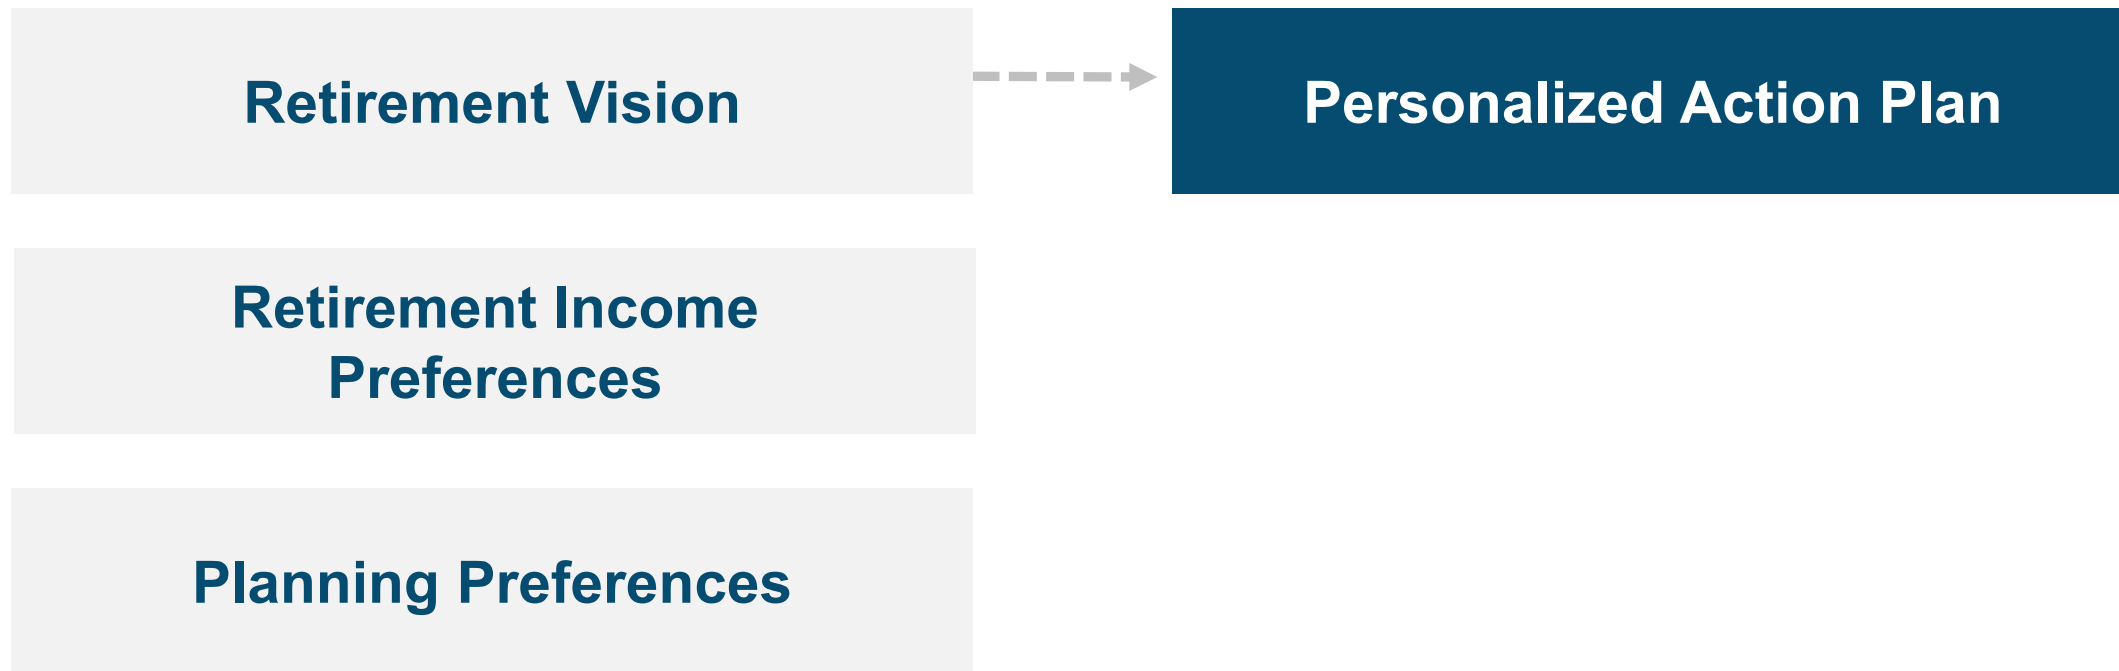 Retirement Vision
Personalized Action Plan
Retirement Income
Preferences
Planning Preferences